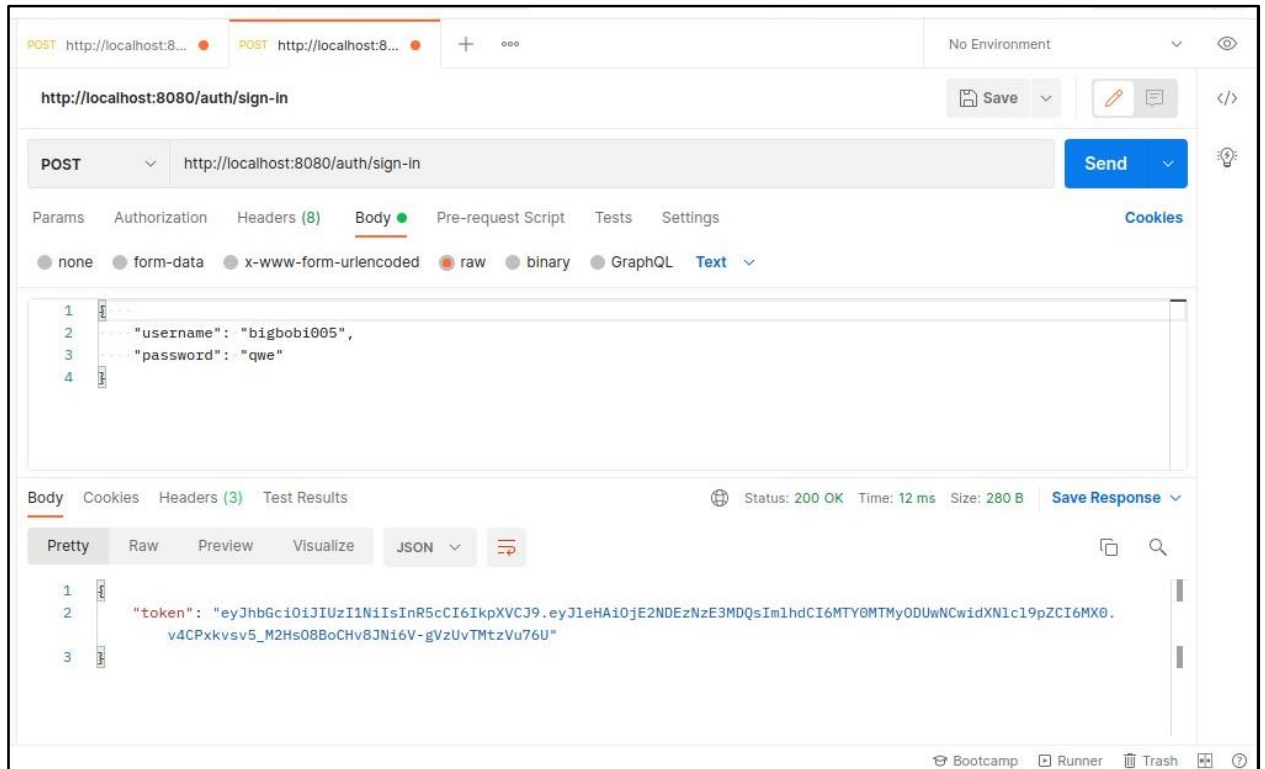 POST http://localhost:8... POST http://localhost:8... + ooo No Environment
http://localhost:8080/auth/sign-in Save </>
POST http://localhost:8080/auth/sign-in Send
Params Authorization Headers (8) Body Pre-request Script Tests Settings Cookies
none form-data x-www-form-urlencoded raw binary GraphQL Text
1 {
2 "username": "bigbobi005",
3 "password": "qwe"
4 }
Body Cookies Headers (3) Test Results Status: 200 OK Time: 12 ms Size: 280 B Save Response
Pretty Raw Preview Visualize JSON
1 {
2 "token": "eyJhbGciOiJIUzI1NiIsInR5cCI6IkpXVCJ9.eyJleHAiOjE2NDEzNzE3MDQsImlhdCI6MTY0MTMyODUwNCwidXNlcl9pZCI6MX0.
v4CPxkvsv5_M2HsO8BoCHv8JNi6V-gVzUvTMtzVu76U"
3 }
Bootcamp Runner Trash